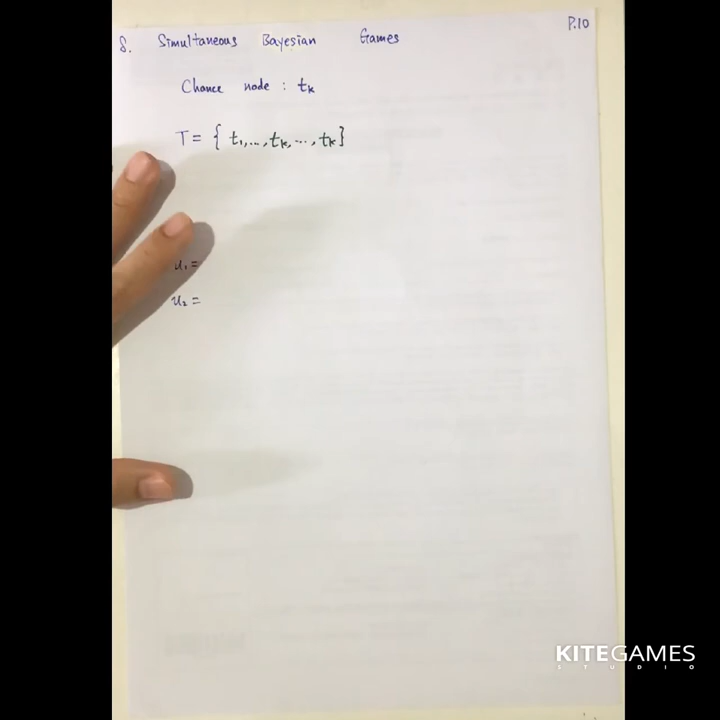 P.10
8. Simultaneous Bayesian Games
Chance node : tₖ
T = { t₁,...,tₖ,...,tₖ}
u₁ =
u₂ =
KITEGAMES
STUDIO